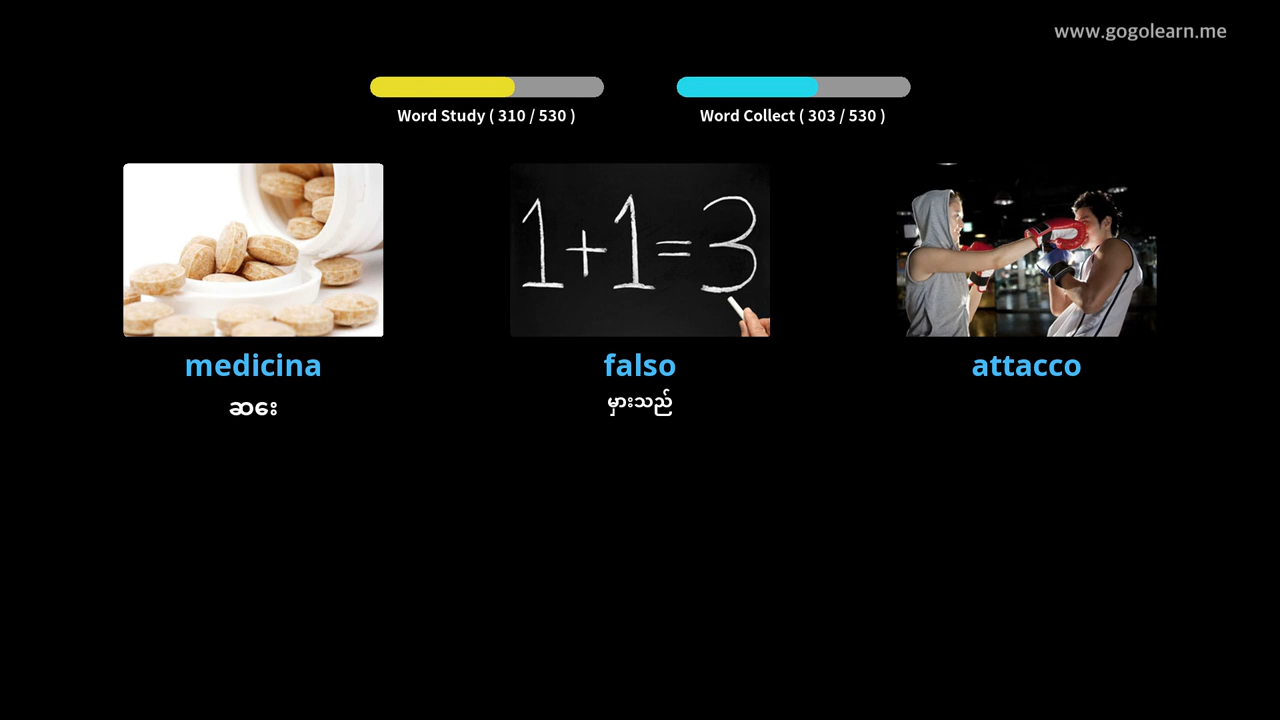 www.gogolearn.me
Word Study ( 310 / 530 )
Word Collect ( 303 / 530 )
1+1=3
medicina
falso
attacco
ဆေး
မှားသည်